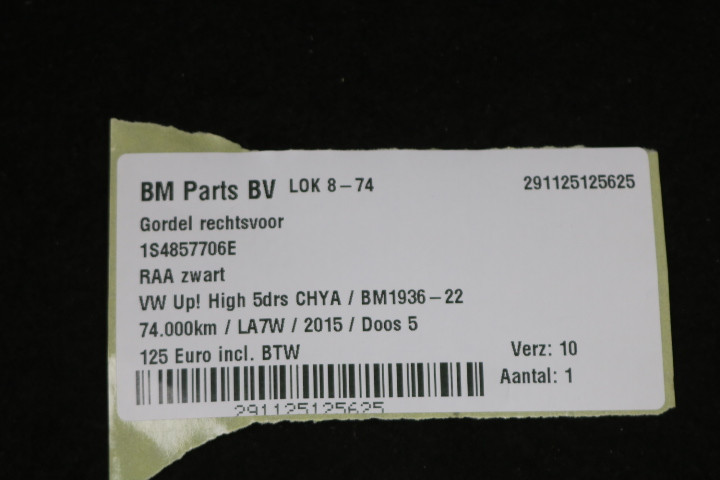 BM Parts BV LOK 8-74 291125125625
Gordel rechtsvoor
1S4857706E
RAA zwart
VW Up! High 5drs CHYA / BM1936-22
74.000km / LA7W / 2015 / Doos 5
125 Euro incl. BTW Verz: 10
Aantal: 1
291125125625